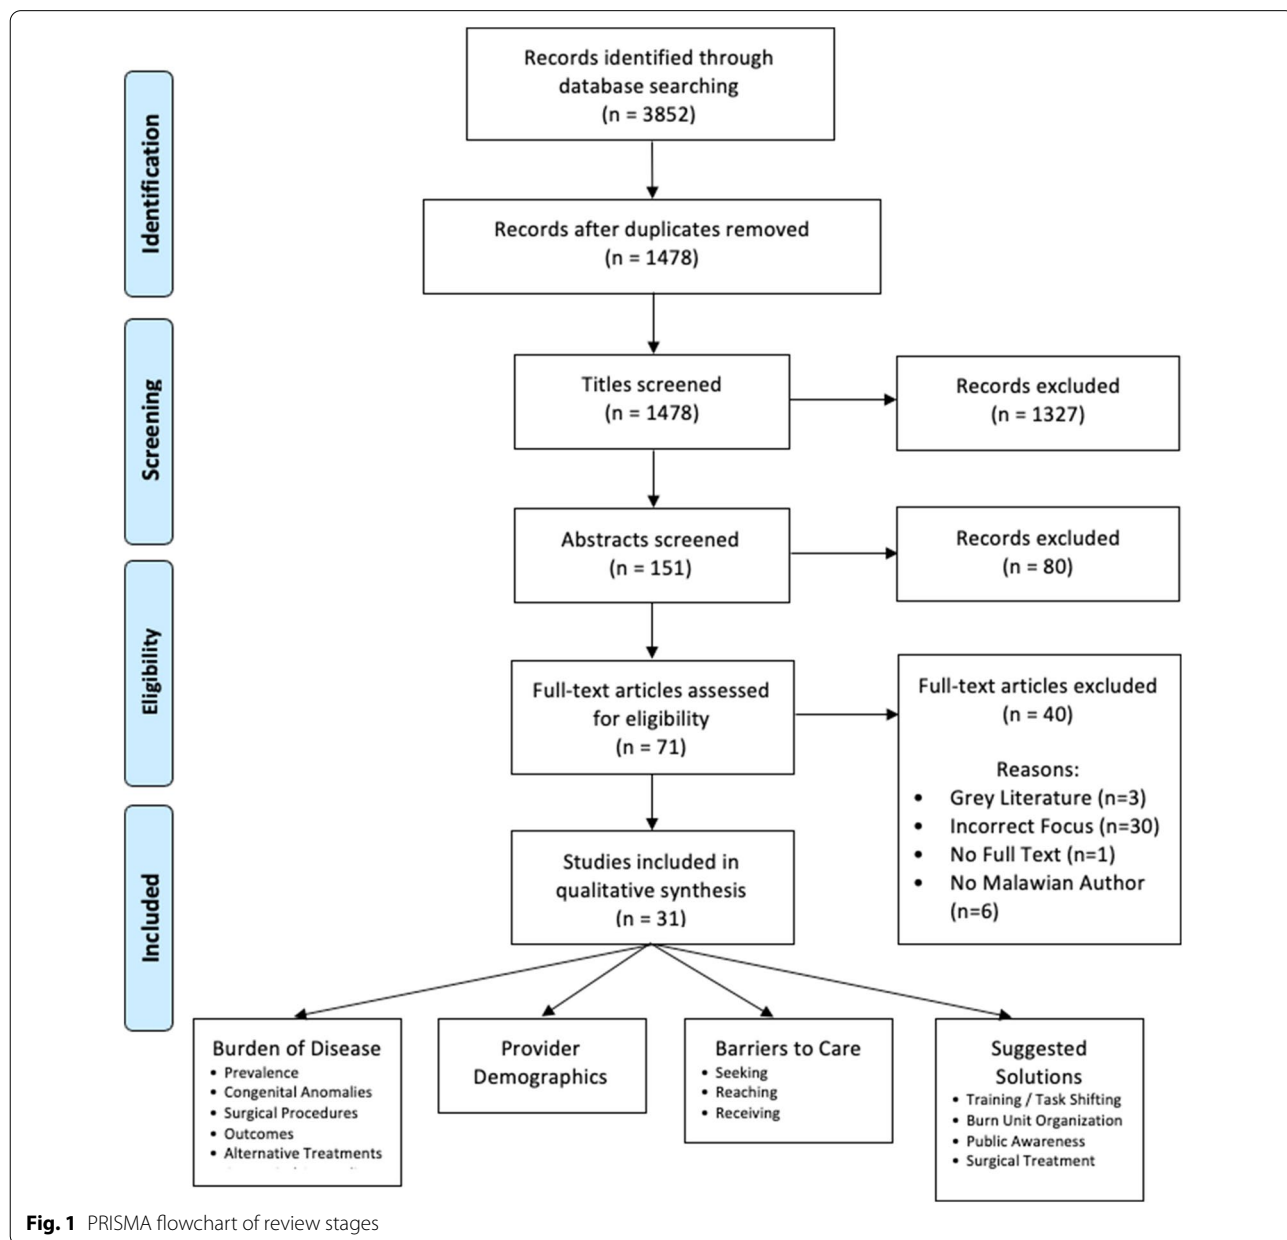 Identification
Records identified through
database searching
(n = 3852)
Records after duplicates removed
(n = 1478)
Screening
Titles screened
(n = 1478)
Records excluded
(n = 1327)
Abstracts screened
(n = 151)
Records excluded
(n = 80)
Eligibility
Full-text articles assessed
for eligibility
(n = 71)
Full-text articles excluded
(n = 40)
Reasons:
• Grey Literature (n=3)
• Incorrect Focus (n=30)
• No Full Text (n=1)
• No Malawian Author
(n=6)
Included
Studies included in
qualitative synthesis
(n = 31)
Burden of Disease
• Prevalence
• Congenital Anomalies
• Surgical Procedures
• Outcomes
• Alternative Treatments
Provider
Demographics
Barriers to Care
• Seeking
• Reaching
• Receiving
Suggested
Solutions
• Training / Task Shifting
• Burn Unit Organization
• Public Awareness
• Surgical Treatment
Fig. 1 PRISMA flowchart of review stages